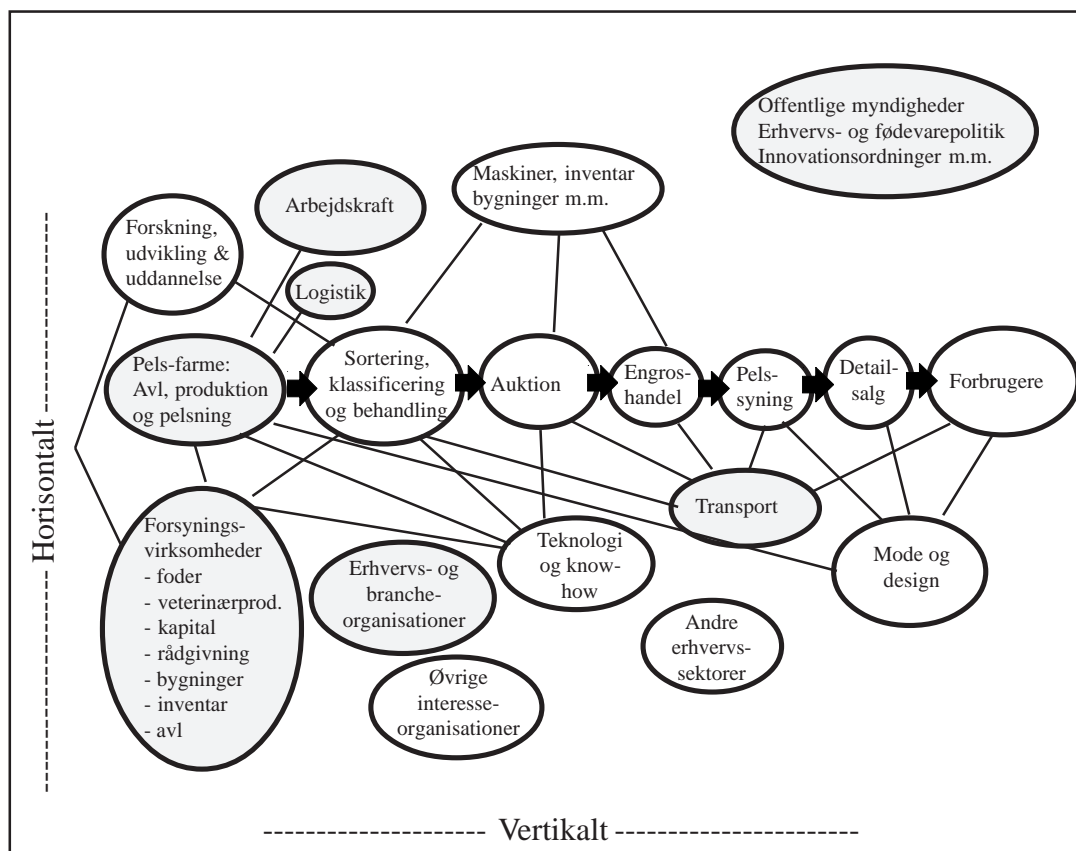 Offentlige myndigheder
Erhvervs- og fødevarepolitik
Innovationsordninger m.m.
Maskiner, inventar
bygninger m.m.
Arbejdskraft
Forskning,
udvikling &
uddannelse
Logistik
Pels-farme:
Avl, produktion
og pelsning
Sortering,
klassificering
og behandling
Auktion
Engros-
handel
Pels-
syning
Detail-
salg
Forbrugere
Horisontalt
Forsynings-
virksomheder
- foder
- veterinærprod.
- kapital
- rådgivning
- bygninger
- inventar
- avl
Erhvervs- og
branche-
organisationer
Teknologi
og know-
how
Transport
Mode og
design
Andre
erhvervs-
sektorer
Øvrige
interesse-
organisationer
Vertikalt